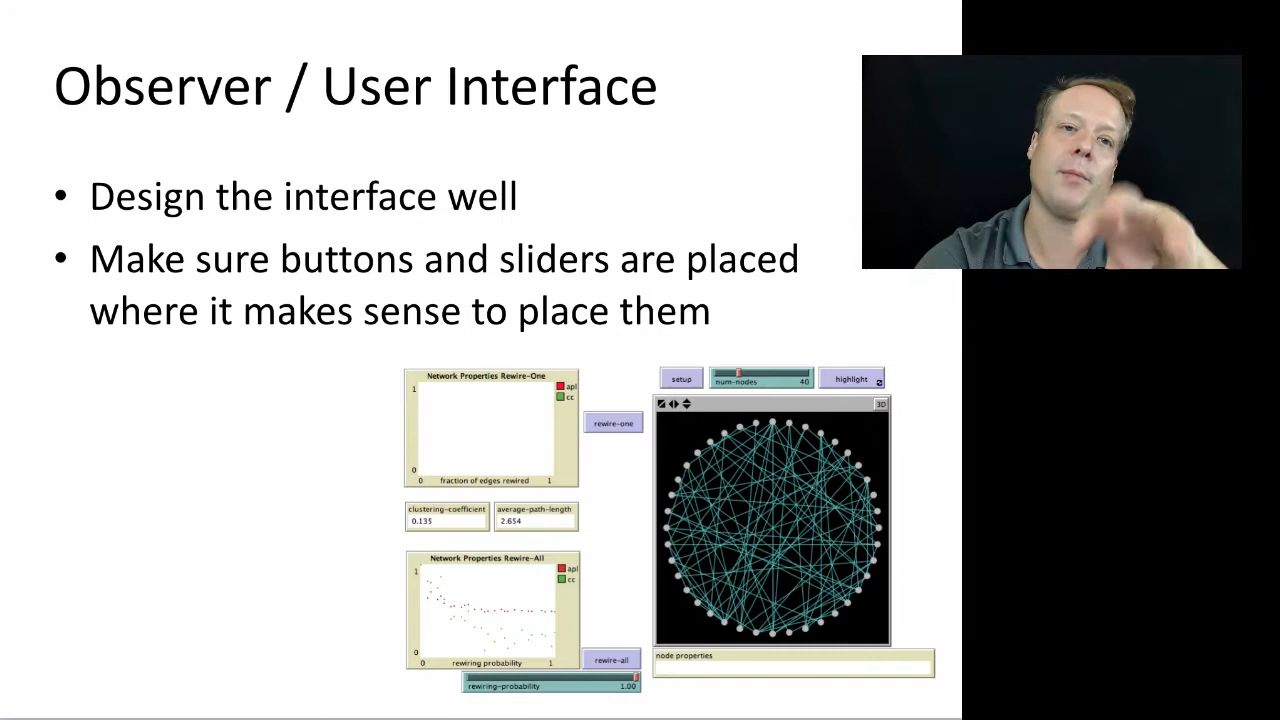 Observer / User Interface
• Design the interface well
• Make sure buttons and sliders are placed
where it makes sense to place them
Network Properties Rewire-One
1
apl
cc
0
0
fraction of edges rewired
1
rewire-one
setup
num-nodes
40
highlight
3D
clustering-coefficient
0.135
average-path-length
2.654
Network Properties Rewire-All
1
apl
cc
0
0
rewiring probability
1
rewire-all
rewiring-probability
1.00
node properties